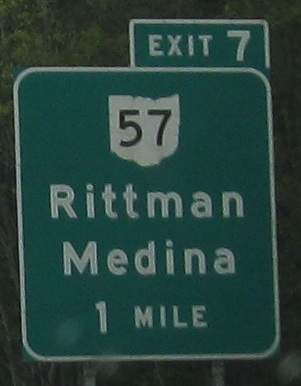 EXIT 7
57
Rittman
Medina
1 MILE